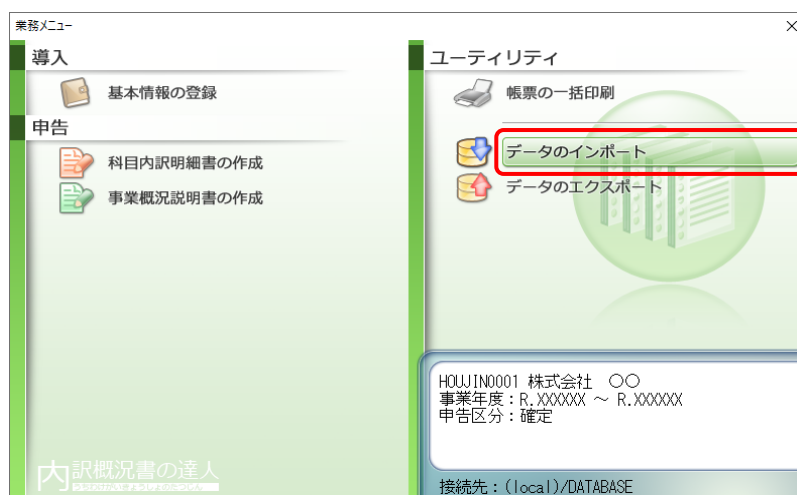 業務メニュー
導入
基本情報の登録
申告
科目内訳明細書の作成
事業概況説明書の作成
ユーティリティ
帳票の一括印刷
データのインポート
データのエクスポート
HOUJIN0001 株式会社 〇〇
事業年度：R.XXXXXX ～ R.XXXXXX
申告区分：確定
接続先：(local)/DATABASE
内訳概況書の達人